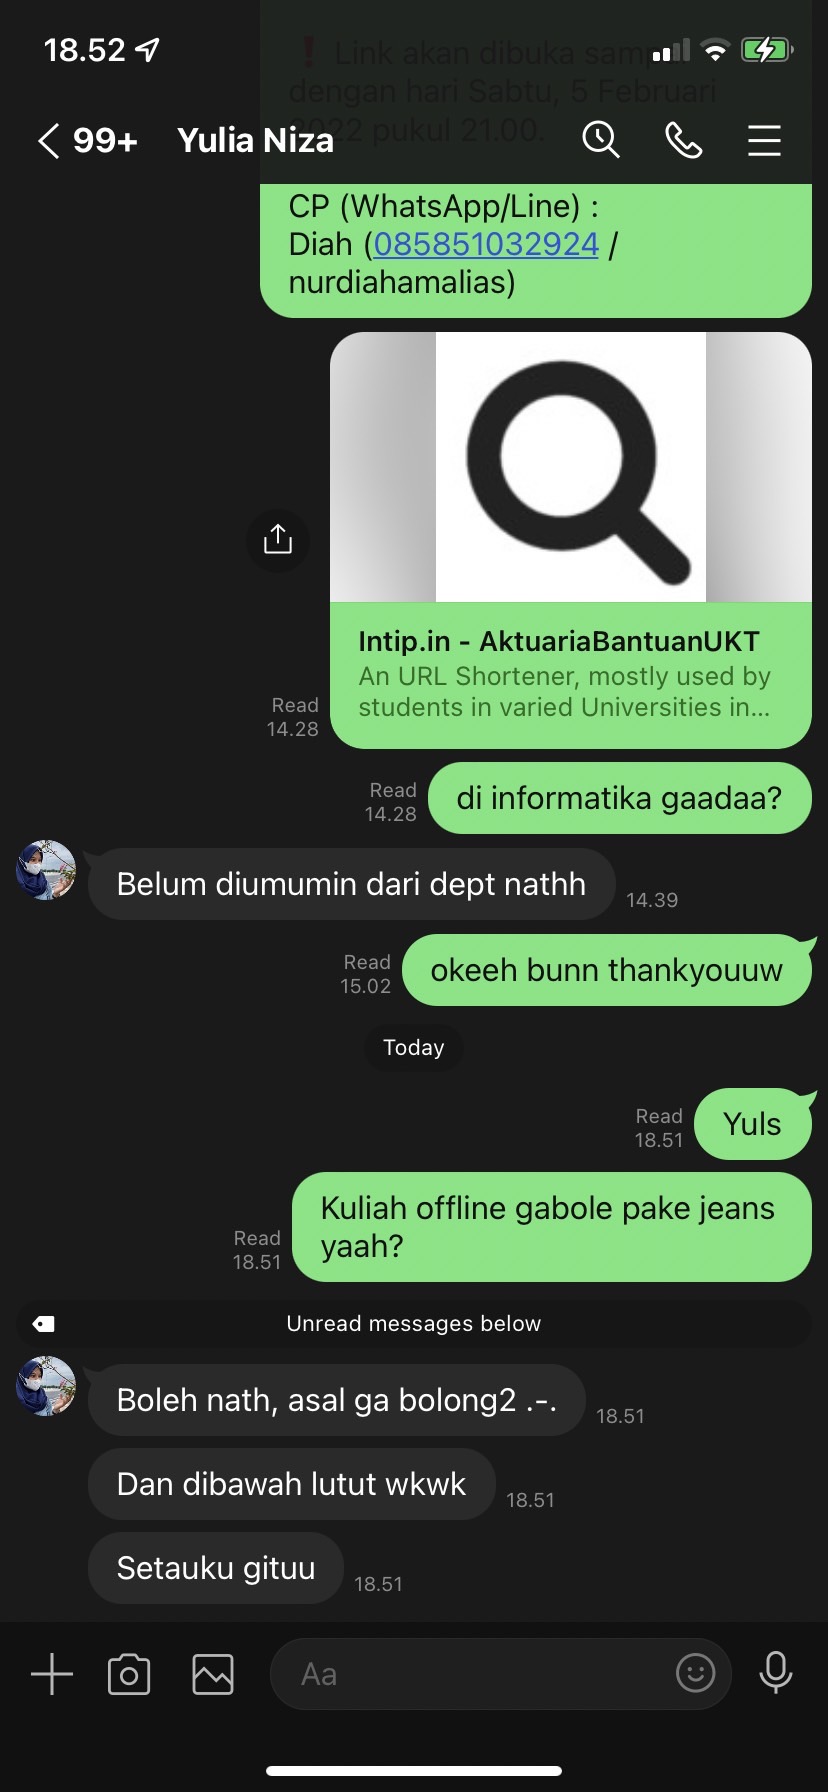 18.52
❗ Link akan dibuka sampai
dengan hari Sabtu, 5 Februari
2022 pukul 21.00.
99+ Yulia Niza
CP (WhatsApp/Line) :
Diah (085851032924 /
nurdiahamalias)
Intip.in - AktuariaBantuanUKT
An URL Shortener, mostly used by
students in varied Universities in...
Read
14.28
di informatika gaadaa?
Read
14.28
Belum diumumin dari dept nathh
14.39
okeeh bunn thankyouuw
Read
15.02
Today
Yuls
Read
18.51
Kuliah offline gabole pake jeans
yaah?
Read
18.51
Unread messages below
Boleh nath, asal ga bolong2 .-.
18.51
Dan dibawah lutut wkwk
18.51
Setauku gituu
18.51
Aa